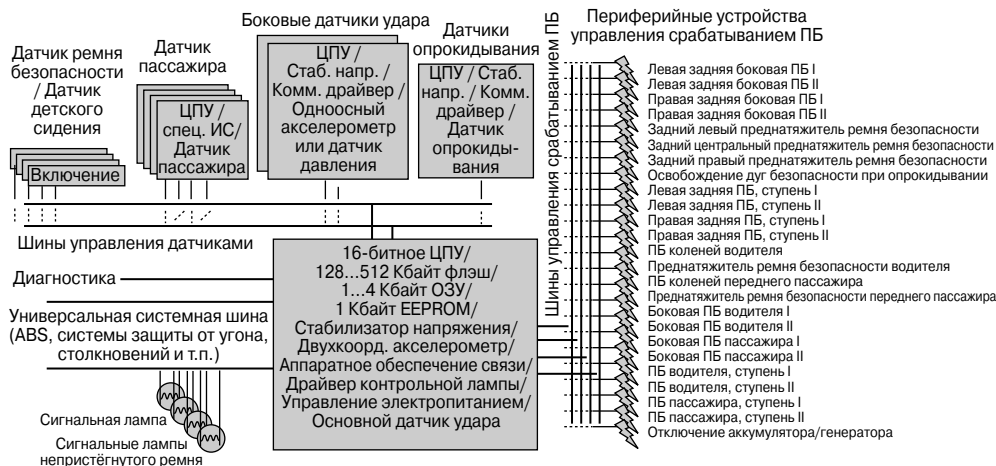 Датчик ремня
безопасности
/ Датчик
детского
сидения
Включение
Датчик
пассажира
ЦПУ /
спец. ИС/
Датчик
пассажира
Боковые датчики удара
ЦПУ /
Стаб. напр. /
Комм. драйвер /
Одноосный
акселерометр
или датчик
давления
Датчики
опрокидывания
ЦПУ / Стаб.
напр. / Комм.
драйвер /
Датчик
опрокиды-
вания
Шины управления датчиками
Диагностика
Универсальная системная шина
(ABS, системы защиты от угона,
столкновений и т.п.)
Сигнальная лампа
Сигнальные лампы
непристёгнутого ремня
16-битное ЦПУ/
128...512 Кбайт флэш/
1...4 Кбайт ОЗУ/
1 Кбайт EEPROM/
Стабилизатор напряжения/
Двухкоорд. акселерометр/
Аппаратное обеспечение связи/
Драйвер контрольной лампы/
Управление электропитанием/
Основной датчик удара
Шины управления срабатыванием ПБ
Периферийные устройства
управления срабатыванием ПБ
Левая задняя боковая ПБ I
Левая задняя боковая ПБ II
Правая задняя боковая ПБ I
Правая задняя боковая ПБ II
Задний левый преднатяжитель ремня безопасности
Задний центральный преднатяжитель ремня безопасности
Задний правый преднатяжитель ремня безопасности
Освобождение дуг безопасности при опрокидывании
Левая задняя ПБ, ступень I
Левая задняя ПБ, ступень II
Правая задняя ПБ, ступень I
Правая задняя ПБ, ступень II
ПБ коленей водителя
Преднатяжитель ремня безопасности водителя
ПБ коленей переднего пассажира
Преднатяжитель ремня безопасности переднего пассажира
Боковая ПБ водителя I
Боковая ПБ водителя II
Боковая ПБ пассажира I
Боковая ПБ пассажира II
ПБ водителя, ступень I
ПБ водителя, ступень II
ПБ пассажира, ступень I
ПБ пассажира, ступень II
Отключение аккумулятора/генератора